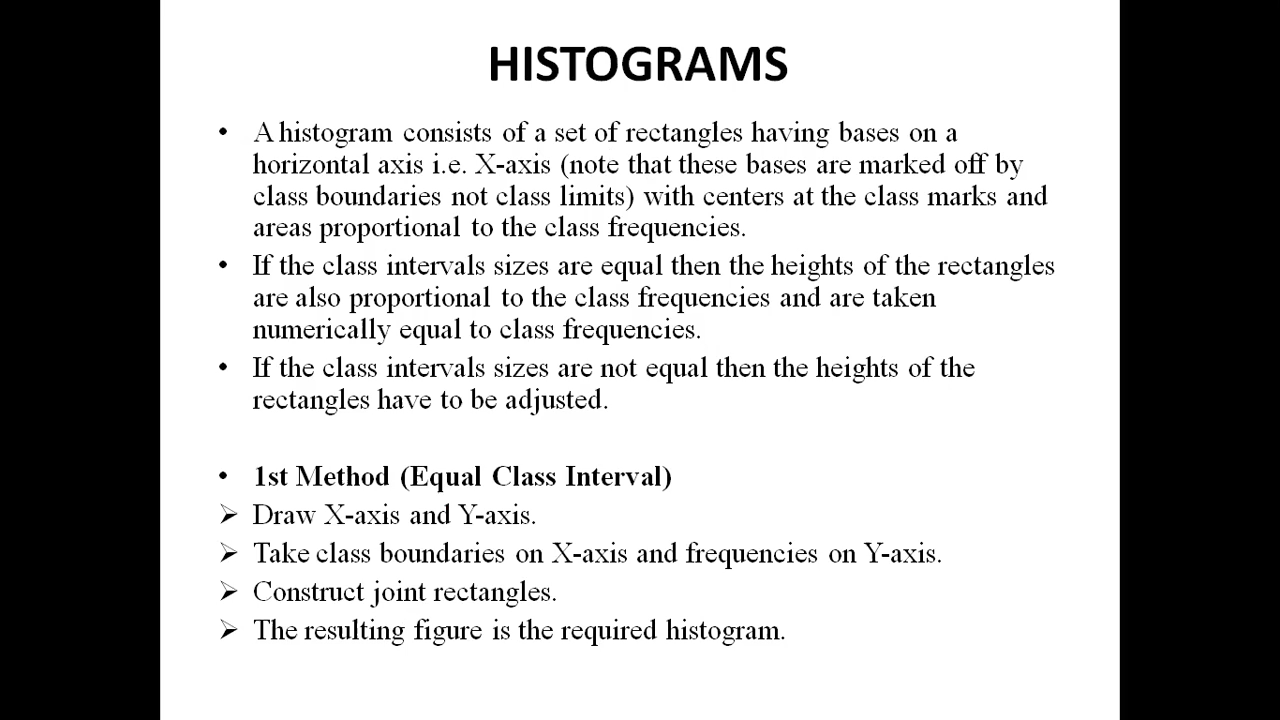 HISTOGRAMS
• A histogram consists of a set of rectangles having bases on a
horizontal axis i.e. X-axis (note that these bases are marked off by
class boundaries not class limits) with centers at the class marks and
areas proportional to the class frequencies.
• If the class intervals sizes are equal then the heights of the rectangles
are also proportional to the class frequencies and are taken
numerically equal to class frequencies.
• If the class intervals sizes are not equal then the heights of the
rectangles have to be adjusted.
• 1st Method (Equal Class Interval)
➢ Draw X-axis and Y-axis.
➢ Take class boundaries on X-axis and frequencies on Y-axis.
➢ Construct joint rectangles.
➢ The resulting figure is the required histogram.